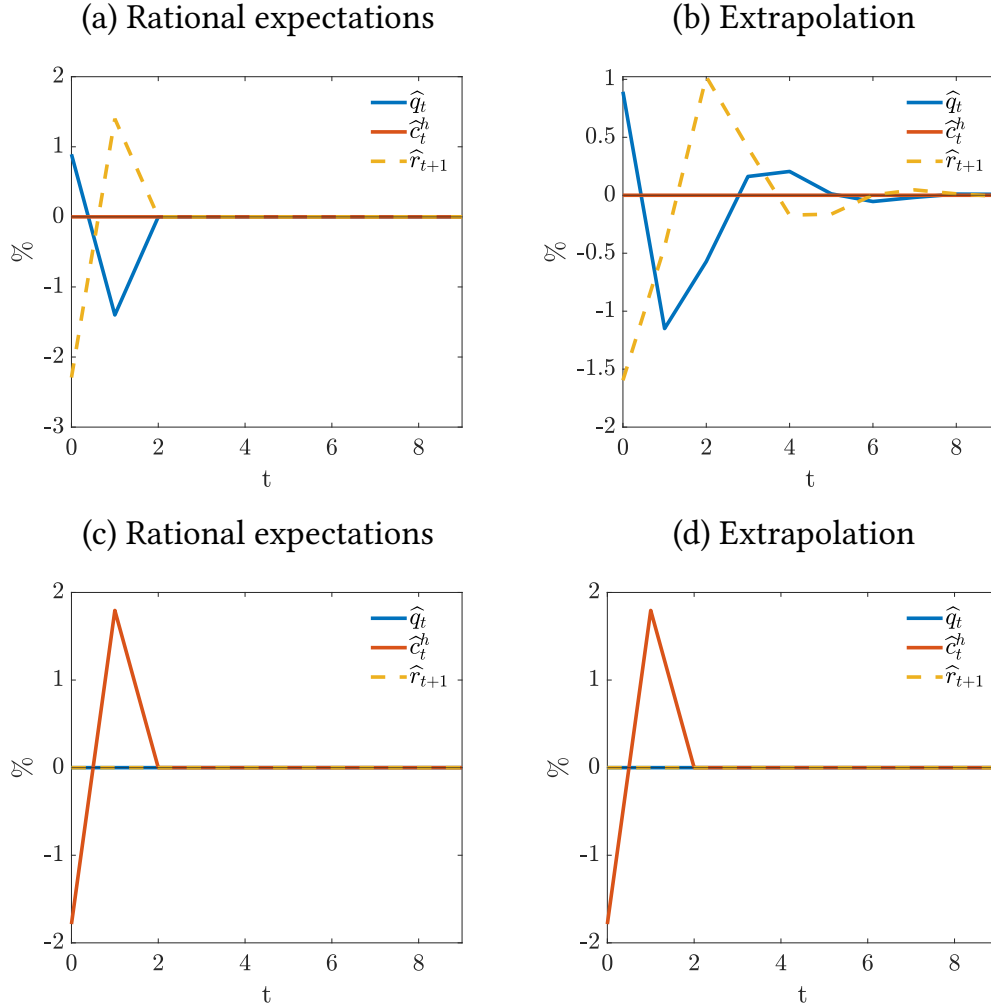 (a) Rational expectations
(b) Extrapolation
2
1
0
-1
-2
-3
%
0 2 4 6 8
t
q̂_t
ĉ_t^h
r̂_{t+1}
1
0.5
0
-0.5
-1
-1.5
-2
%
0 2 4 6 8
t
q̂_t
ĉ_t^h
r̂_{t+1}
(c) Rational expectations
(d) Extrapolation
2
1
0
-1
-2
%
0 2 4 6 8
t
q̂_t
ĉ_t^h
r̂_{t+1}
2
1
0
-1
-2
%
0 2 4 6 8
t
q̂_t
ĉ_t^h
r̂_{t+1}